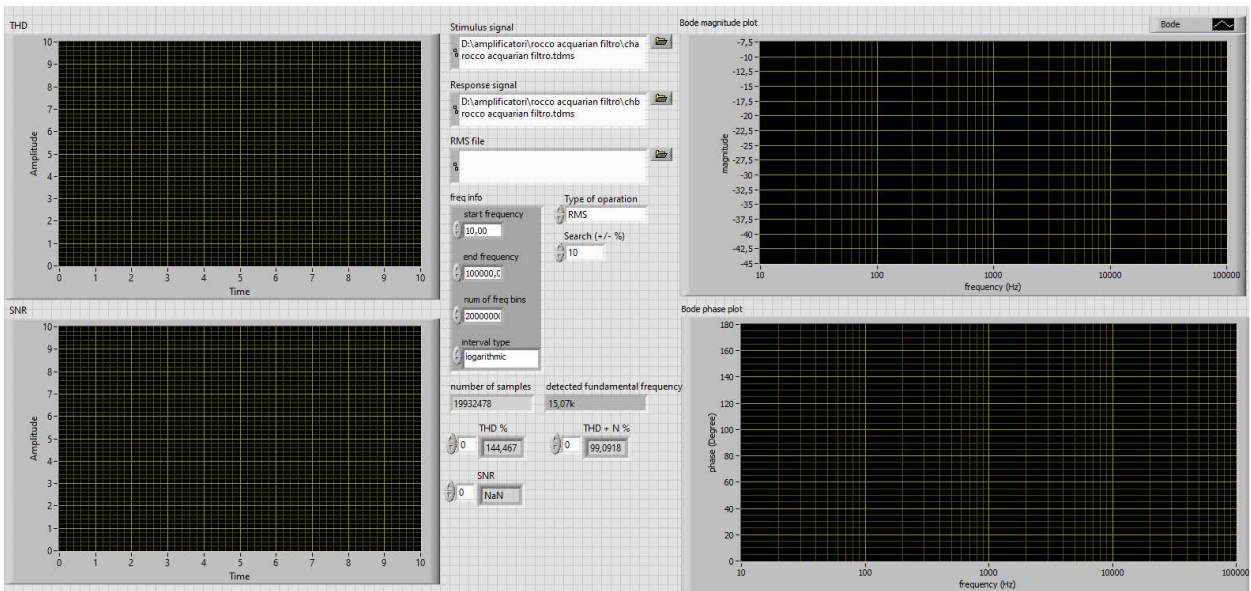 THD
10
9
8
7
6
5
4
3
2
1
0
Amplitude
0 1 2 3 4 5 6 7 8 9 10
Time
SNR
10
9
8
7
6
5
4
3
2
1
0
Amplitude
0 1 2 3 4 5 6 7 8 9 10
Time
Stimulus signal
D:\amplificatori\rocco acquarian filtro\cha
rocco acquarian filtro.tdms
Response signal
D:\amplificatori\rocco acquarian filtro\chb
rocco acquarian filtro.tdms
RMS file
freq info
start frequency
10,00
end frequency
100000,0
num of freq bins
20000000
interval type
logarithmic
Type of oparation
RMS
Search (+/- %)
10
number of samples
19932478
detected fundamental frequency
15,07k
THD %
0 144,467
THD + N %
0 99,0918
SNR
0 NaN
Bode magnitude plot
Bode
-7,5
-10
-12,5
-15
-17,5
-20
-22,5
-25
-27,5
-30
-32,5
-35
-37,5
-40
-42,5
-45
magnitude
10 100 1000 10000 100000
frequency (Hz)
Bode phase plot
180
160
140
120
100
80
60
40
20
0
phase (Degree)
10 100 1000 10000 100000
frequency (Hz)